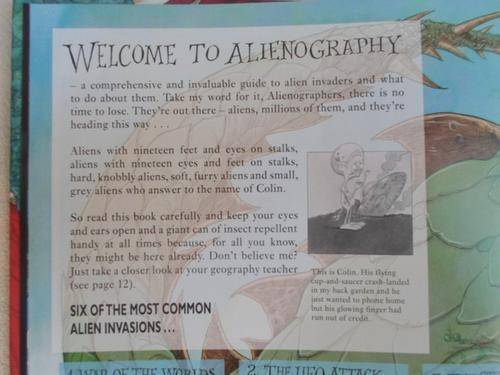 WELCOME TO ALIENOGRAPHY
– a comprehensive and invaluable guide to alien invaders and what
to do about them. Take my word for it, Alienographers, there is no
time to lose. They're out there – aliens, millions of them, and they're
heading this way . . .
Aliens with nineteen feet and eyes on stalks,
aliens with nineteen eyes and feet on stalks,
hard, knobbly aliens, soft, furry aliens and small,
grey aliens who answer to the name of Colin.
So read this book carefully and keep your eyes
and ears open and a giant can of insect repellent
handy at all times because, for all you know,
they might be here already. Don't believe me?
Just take a closer look at your geography teacher
(see page 12).
This is Colin. His flying
cup-and-saucer crash-landed
in my back garden and he
just wanted to phone home
but his glowing finger had
run out of credit.
SIX OF THE MOST COMMON
ALIEN INVASIONS . . .
WAR OF THE WORLDS
2. THE UFO ATTACK